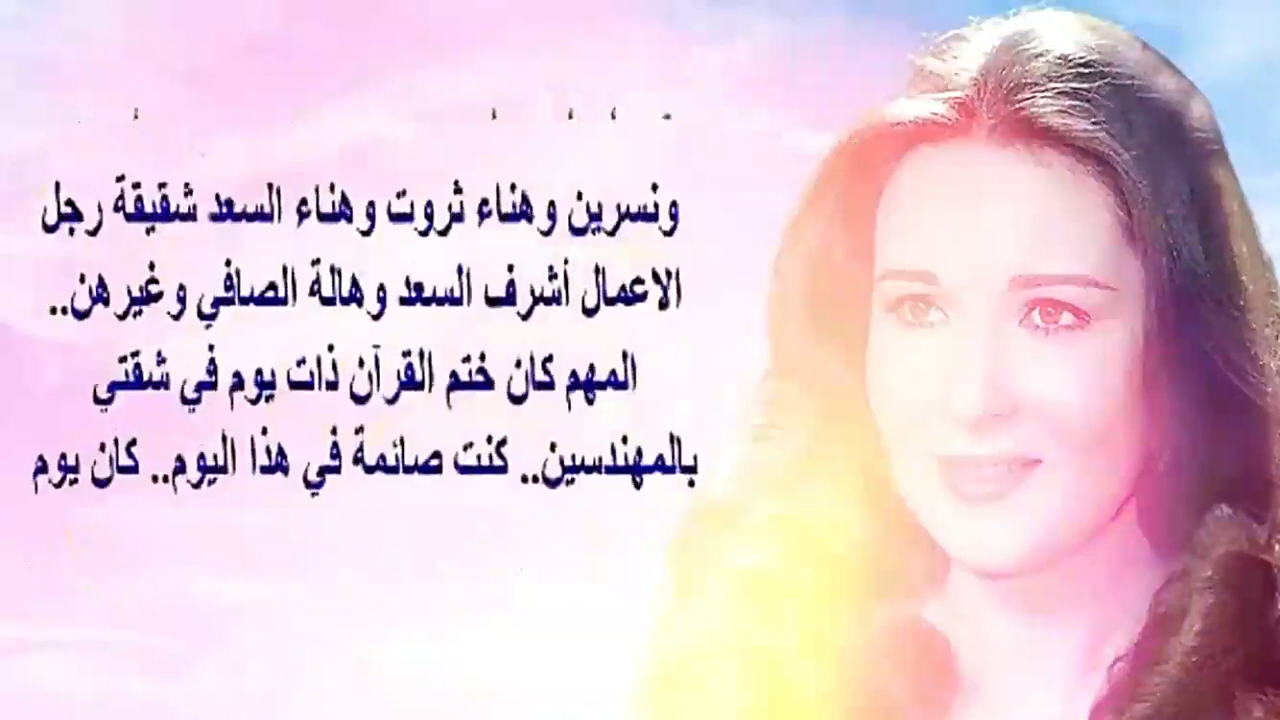 ونسرين وهناء ثروت وهناء السعد شقيقة رجل
الاعمال أشرف السعد وهالة الصافي وغيرهن..
المهم كان ختم القرآن ذات يوم في شقتي
بالمهندسين.. كنت صائمة في هذا اليوم.. كان يوم